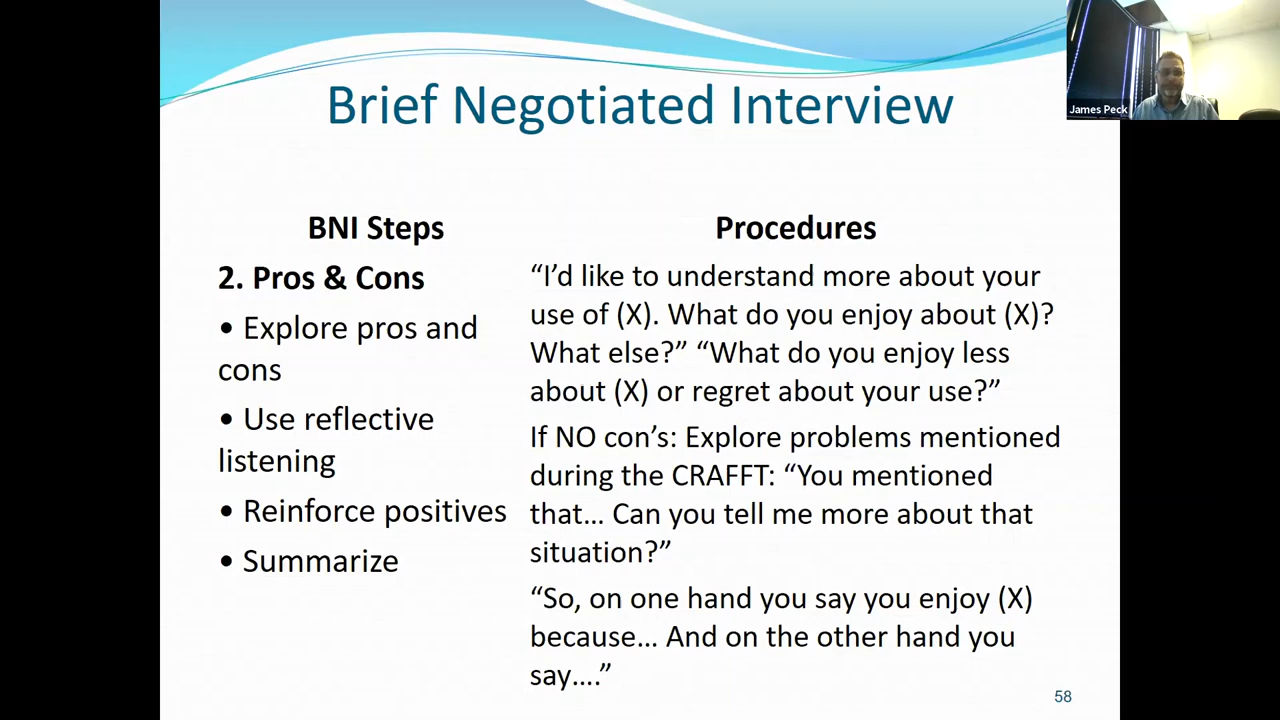 James Peck
Brief Negotiated Interview
BNI Steps
2. Pros & Cons
• Explore pros and
cons
• Use reflective
listening
• Reinforce positives
• Summarize
Procedures
“I’d like to understand more about your
use of (X). What do you enjoy about (X)?
What else?” “What do you enjoy less
about (X) or regret about your use?”
If NO con’s: Explore problems mentioned
during the CRAFFT: “You mentioned
that… Can you tell me more about that
situation?”
“So, on one hand you say you enjoy (X)
because… And on the other hand you
say….”
58